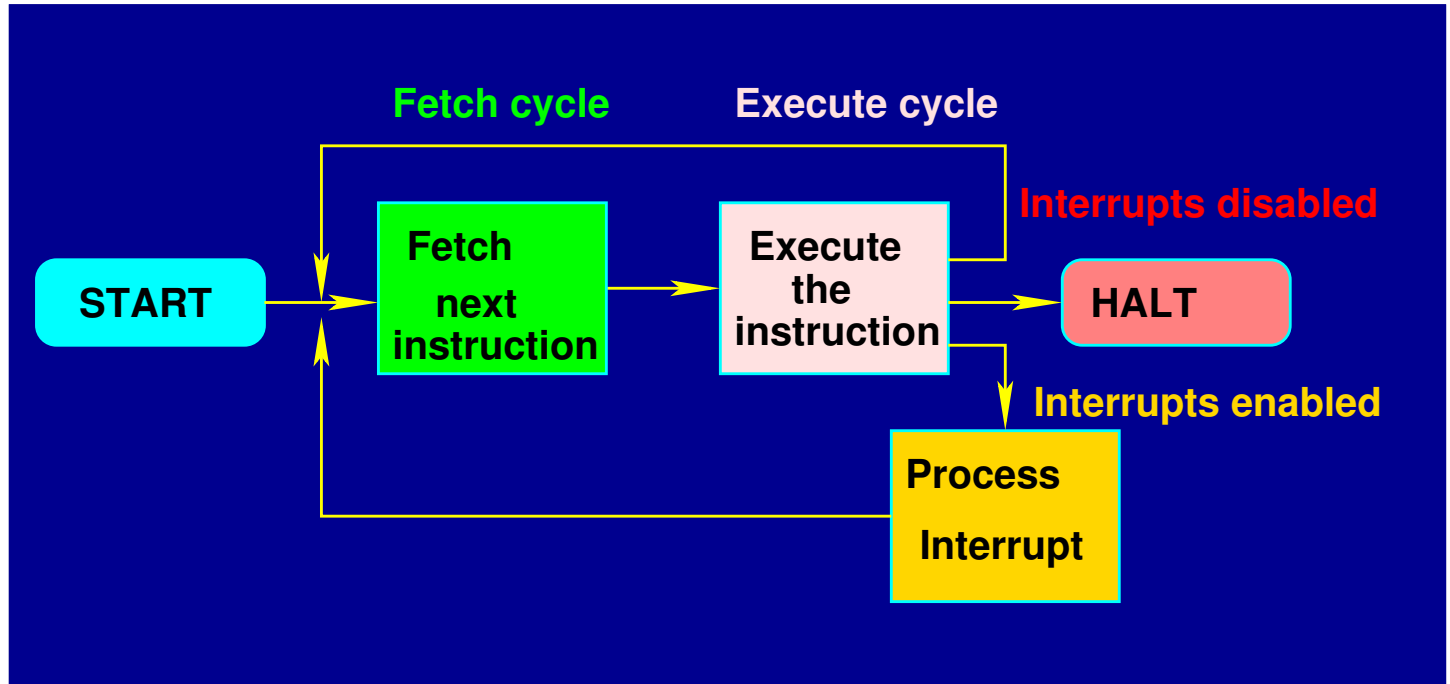 Fetch cycle
Execute cycle
Interrupts disabled
START
Fetch
next
instruction
Execute
the
instruction
HALT
Interrupts enabled
Process
Interrupt